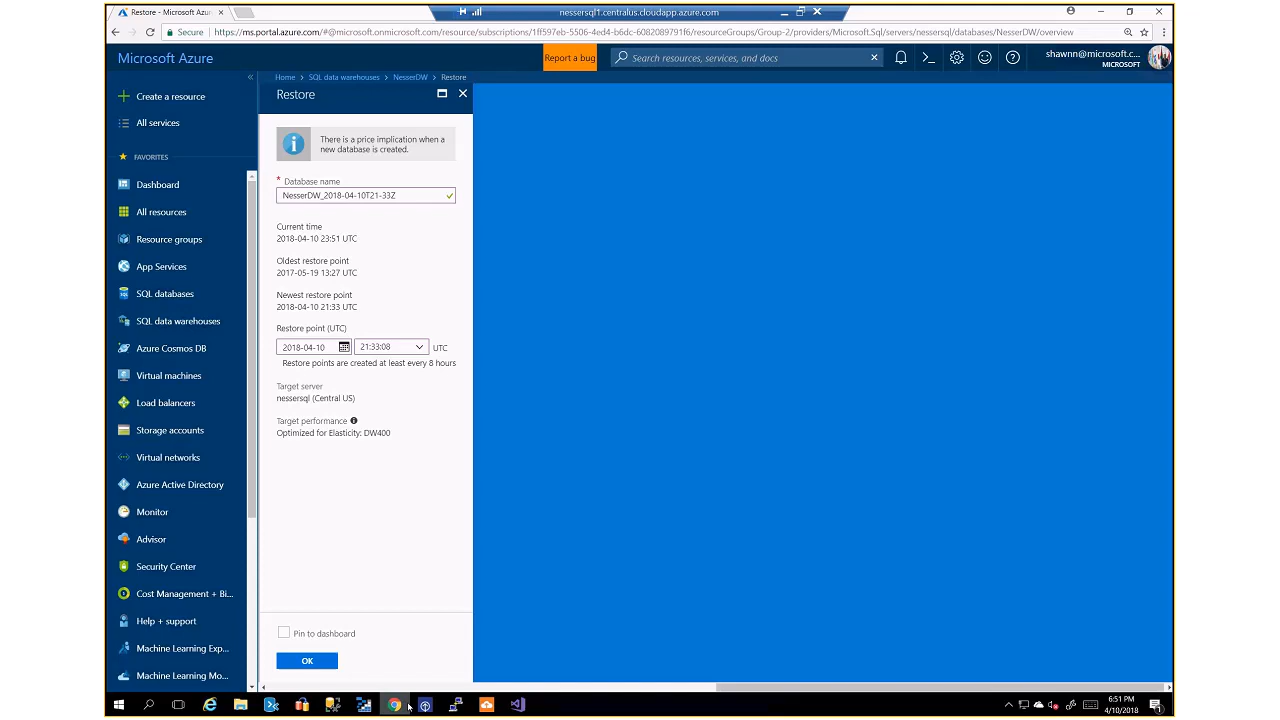 Restore - Microsoft Azur
nessersql1.centralus.cloudapp.azure.com
Secure
https://ms.portal.azure.com/#@microsoft.onmicrosoft.com/resource/subscriptions/1ff597eb-5506-4ed4-b6dc-6082089791f6/resourceGroups/Group-2/providers/Microsoft.Sql/servers/nessersql/databases/NesserDW/overview
Microsoft Azure
Report a bug
Search resources, services, and docs
shawnn@microsoft.c...
MICROSOFT
Home > SQL data warehouses > NesserDW > Restore
Restore
Create a resource
All services
FAVORITES
Dashboard
All resources
Resource groups
App Services
SQL databases
SQL data warehouses
Azure Cosmos DB
Virtual machines
Load balancers
Storage accounts
Virtual networks
Azure Active Directory
Monitor
Advisor
Security Center
Cost Management + Bi...
Help + support
Machine Learning Exp...
Machine Learning Mo...
There is a price implication when a
new database is created.
* Database name
NesserDW_2018-04-10T21-33Z
Current time
2018-04-10 23:51 UTC
Oldest restore point
2017-05-19 13:27 UTC
Newest restore point
2018-04-10 21:33 UTC
Restore point (UTC)
2018-04-10
21:33:08
UTC
Restore points are created at least every 8 hours
Target server
nessersql (Central US)
Target performance
Optimized for Elasticity: DW400
Pin to dashboard
OK
6:51 PM
4/10/2018